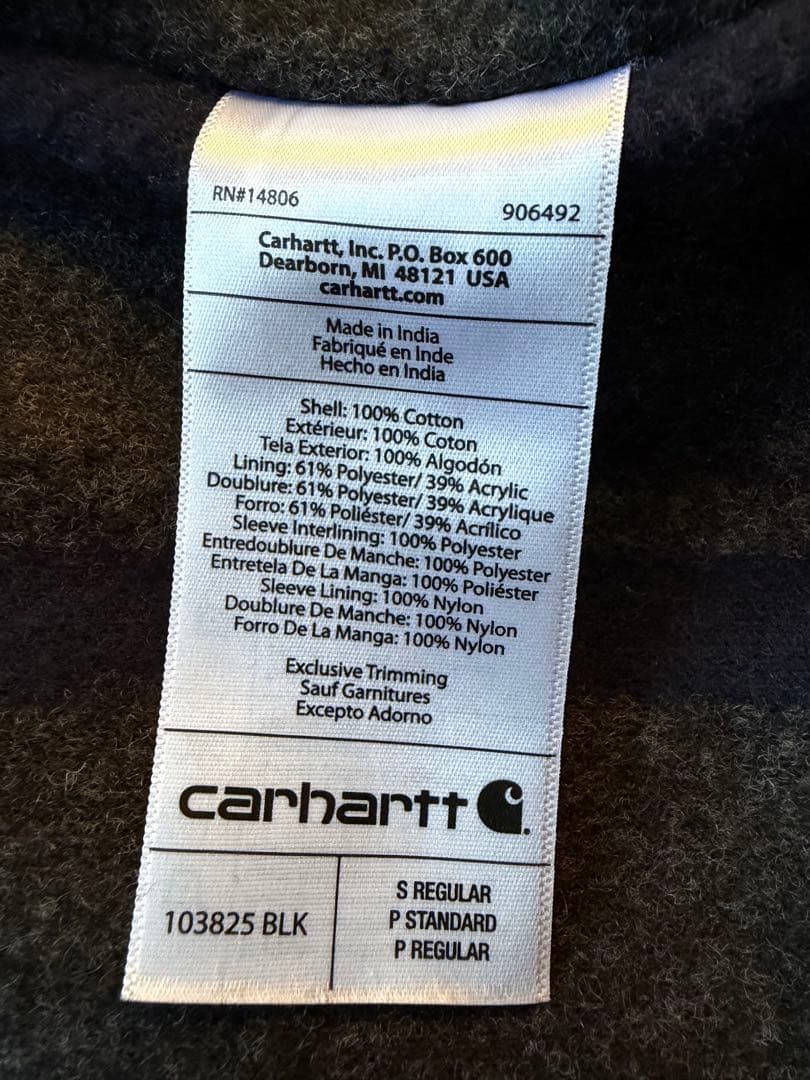 RN#14806
906492
Carhartt, Inc. P.O. Box 600
Dearborn, MI 48121 USA
carhartt.com
Made in India
Fabriqué en Inde
Hecho en India
Shell: 100% Cotton
Extérieur: 100% Coton
Tela Exterior: 100% Algodón
Lining: 61% Polyester/ 39% Acrylic
Doublure: 61% Polyester/ 39% Acrylique
Forro: 61% Poliéster/ 39% Acrílico
Sleeve Interlining: 100% Polyester
Entredoublure De Manche: 100% Polyester
Entretela De La Manga: 100% Poliéster
Sleeve Lining: 100% Nylon
Doublure De Manche: 100% Nylon
Forro De La Manga: 100% Nylon
Exclusive Trimming
Sauf Garnitures
Excepto Adorno
carhartt
103825 BLK
S REGULAR
P STANDARD
P REGULAR